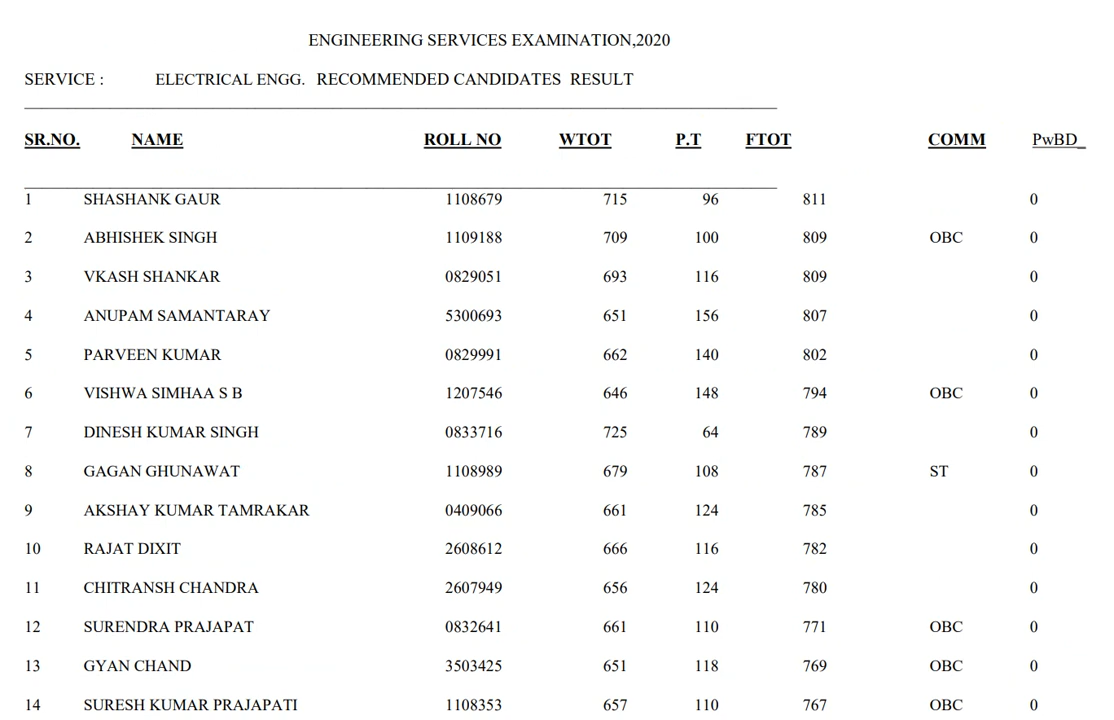 ENGINEERING SERVICES EXAMINATION,2020
SERVICE : ELECTRICAL ENGG. RECOMMENDED CANDIDATES RESULT
SR.NO. NAME ROLL NO WTOT P.T FTOT COMM PwBD_
1 SHASHANK GAUR 1108679 715 96 811 0
2 ABHISHEK SINGH 1109188 709 100 809 OBC 0
3 VKASH SHANKAR 0829051 693 116 809 0
4 ANUPAM SAMANTARAY 5300693 651 156 807 0
5 PARVEEN KUMAR 0829991 662 140 802 0
6 VISHWA SIMHAA S B 1207546 646 148 794 OBC 0
7 DINESH KUMAR SINGH 0833716 725 64 789 0
8 GAGAN GHUNAWAT 1108989 679 108 787 ST 0
9 AKSHAY KUMAR TAMRAKAR 0409066 661 124 785 0
10 RAJAT DIXIT 2608612 666 116 782 0
11 CHITRANSH CHANDRA 2607949 656 124 780 0
12 SURENDRA PRAJAPAT 0832641 661 110 771 OBC 0
13 GYAN CHAND 3503425 651 118 769 OBC 0
14 SURESH KUMAR PRAJAPATI 1108353 657 110 767 OBC 0